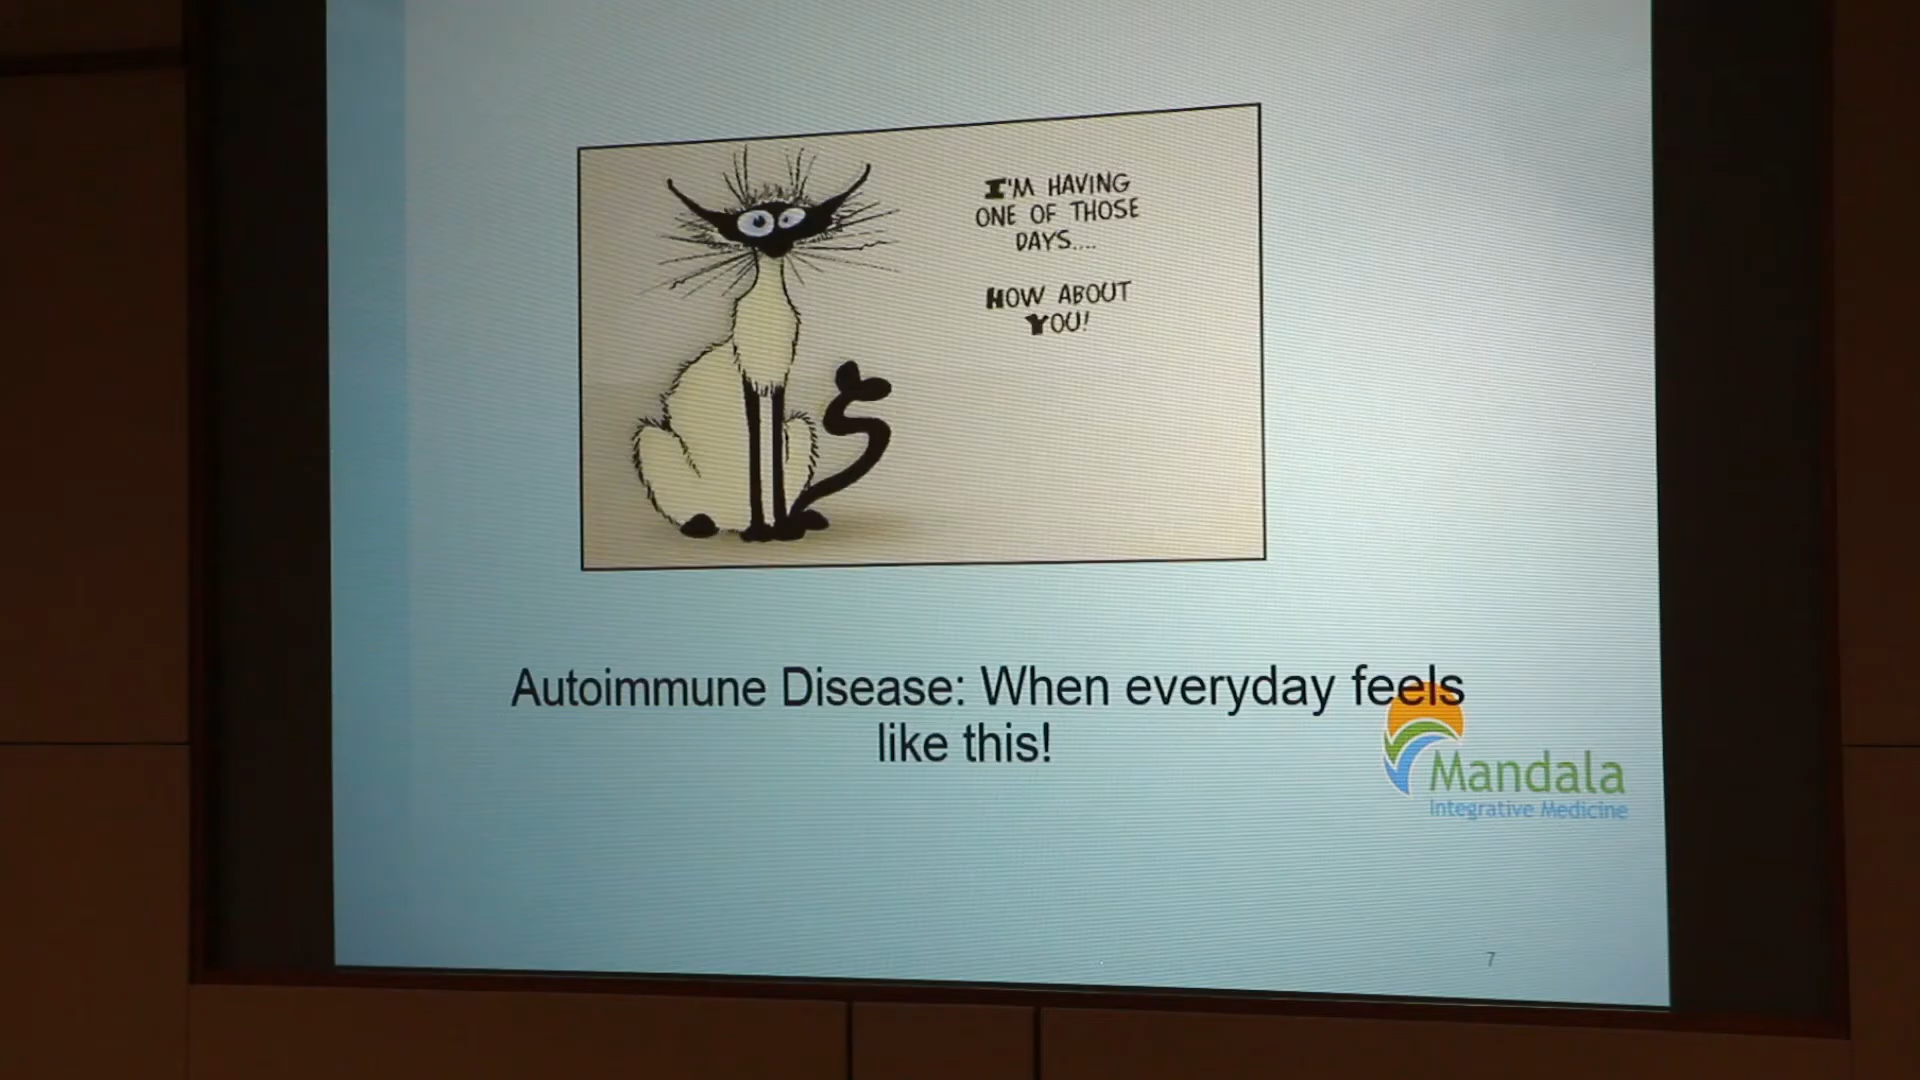 I'M HAVING
ONE OF THOSE
DAYS....
HOW ABOUT
YOU!
Autoimmune Disease: When everyday feels
like this!
Mandala
Integrative Medicine
7